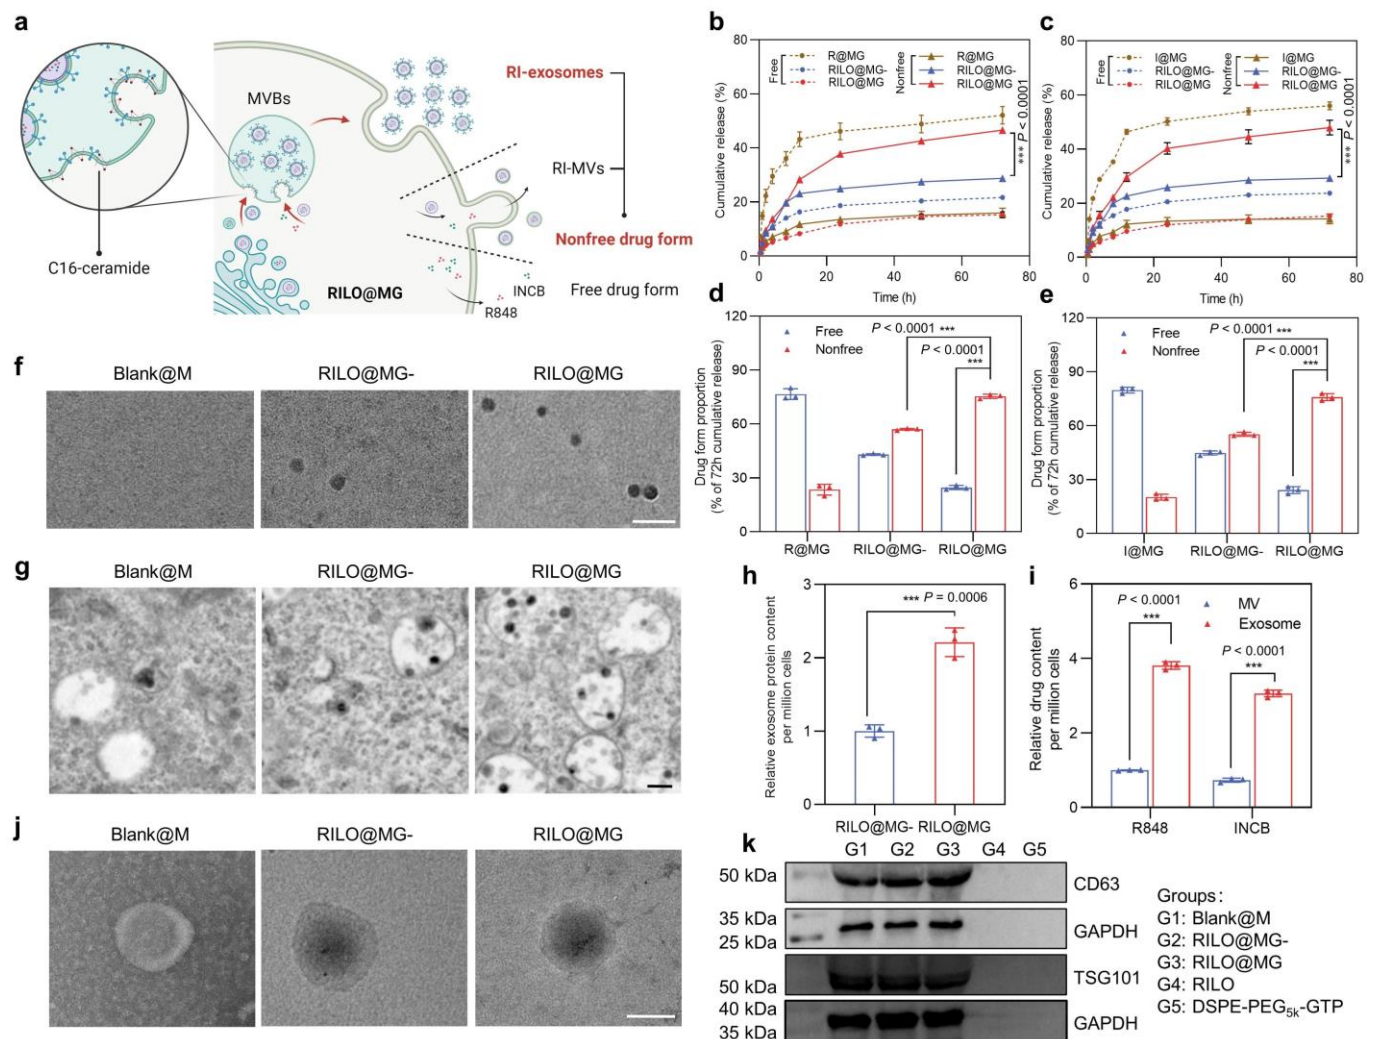 a
MVBs
RI-exosomes
RI-MVs
Nonfree drug form
Free drug form
INCB
R848
RILO@MG
C16-ceramide
b
80
60
40
20
0
0 20 40 60 80
Cumulative release (%)
Time (h)
Free
R@MG
RILO@MG-
RILO@MG
Nonfree
R@MG
RILO@MG-
RILO@MG
*** P < 0.0001
c
80
60
40
20
0
0 20 40 60 80
Cumulative release (%)
Time (h)
Free
I@MG
RILO@MG-
RILO@MG
Nonfree
I@MG
RILO@MG-
RILO@MG
*** P < 0.0001
d
120
90
60
30
0
Drug form proportion
(% of 72h cumulative release)
Free
Nonfree
P < 0.0001 ***
P < 0.0001
***
R@MG RILO@MG- RILO@MG
e
120
90
60
30
0
Drug form proportion
(% of 72h cumulative release)
Free
Nonfree
P < 0.0001 ***
P < 0.0001
***
I@MG RILO@MG- RILO@MG
f
Blank@M RILO@MG- RILO@MG
g
Blank@M RILO@MG- RILO@MG
h
3
2
1
0
Relative exosome protein content
per million cells
*** P = 0.0006
RILO@MG- RILO@MG
i
6
4
2
0
Relative drug content
per million cells
P < 0.0001
***
MV
Exosome
P < 0.0001
***
R848 INCB
j
Blank@M RILO@MG- RILO@MG
k
G1 G2 G3 G4 G5
50 kDa
CD63
35 kDa
25 kDa
GAPDH
50 kDa
TSG101
40 kDa
35 kDa
GAPDH
Groups:
G1: Blank@M
G2: RILO@MG-
G3: RILO@MG
G4: RILO
G5: DSPE-PEG5k-GTP